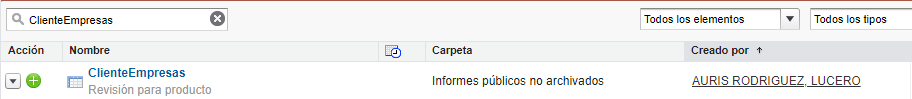 ClienteEmpresas
Todos los elementos
Todos los tipos
Acción Nombre Carpeta Creado por
ClienteEmpresas Informes públicos no archivados AURIS RODRIGUEZ, LUCERO
Revisión para producto